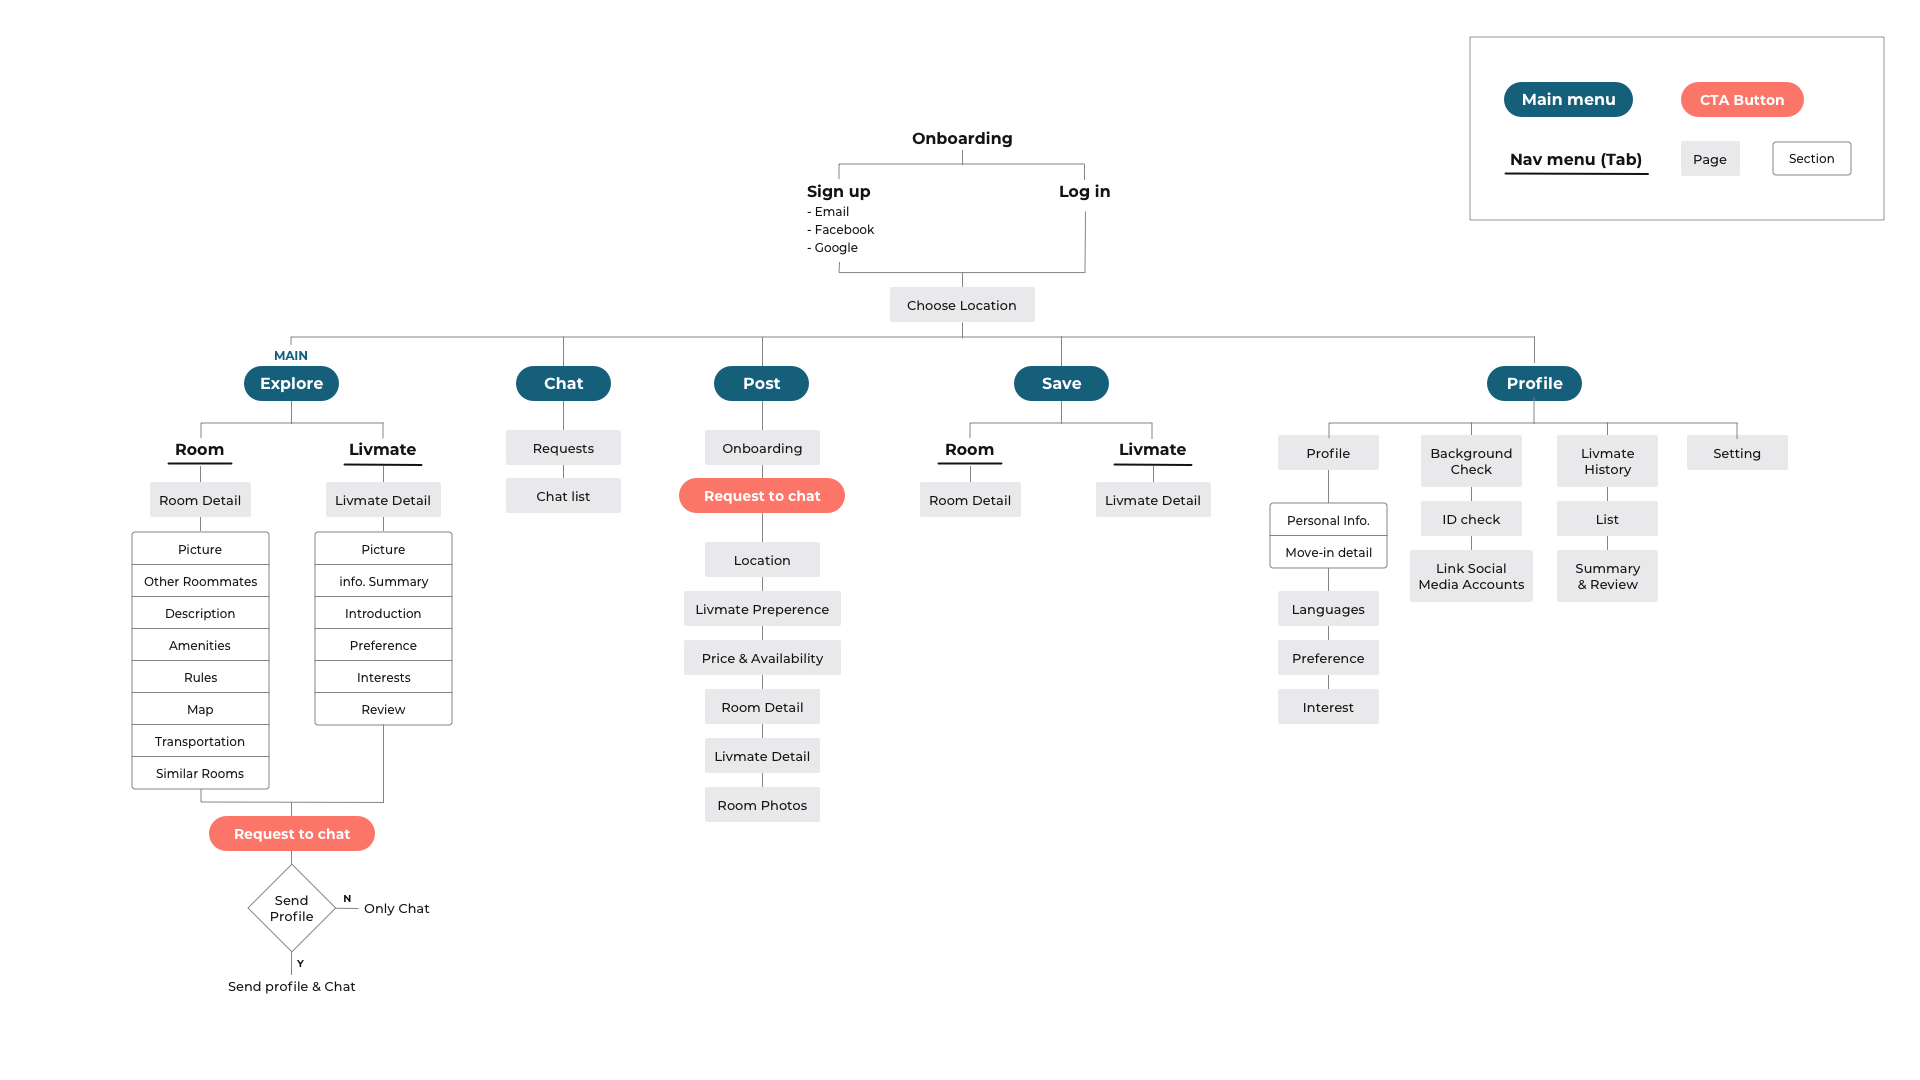 Main menu
CTA Button
Nav menu (Tab)
Page
Section
Onboarding
Sign up
- Email
- Facebook
- Google
Log in
Choose Location
MAIN
Explore
Room
Room Detail
Picture
Other Roommates
Description
Amenities
Rules
Map
Transportation
Similar Rooms
Livmate
Livmate Detail
Picture
info. Summary
Introduction
Preference
Interests
Review
Request to chat
Send
Profile
N
Only Chat
Y
Send profile & Chat
Chat
Requests
Chat list
Post
Onboarding
Request to chat
Location
Livmate Preperence
Price & Availability
Room Detail
Livmate Detail
Room Photos
Save
Room
Room Detail
Livmate
Livmate Detail
Profile
Profile
Personal Info.
Move-in detail
Languages
Preference
Interest
Background
Check
ID check
Link Social
Media Accounts
Livmate
History
List
Summary
& Review
Setting